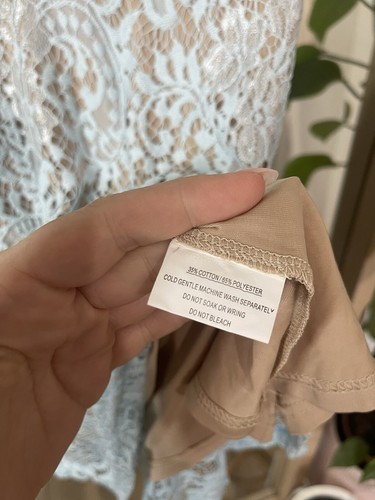 35% COTTON / 65% POLYESTER
COLD GENTLE MACHINE WASH SEPARATELY
DO NOT SOAK OR WRING
DO NOT BLEACH